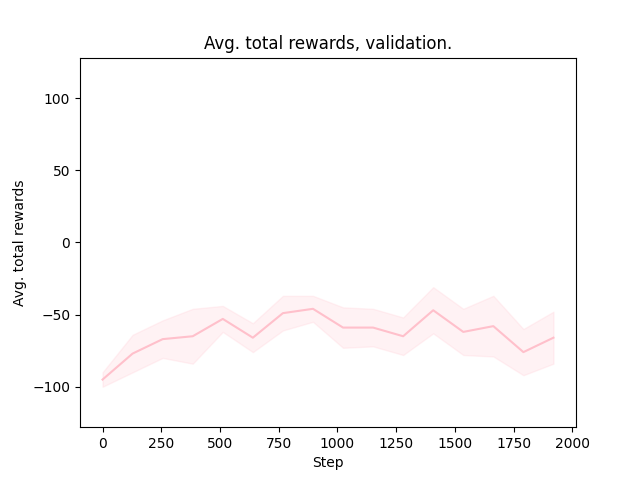 Avg. total rewards, validation.
100
50
0
−50
−100
Avg. total rewards
0 250 500 750 1000 1250 1500 1750 2000
Step